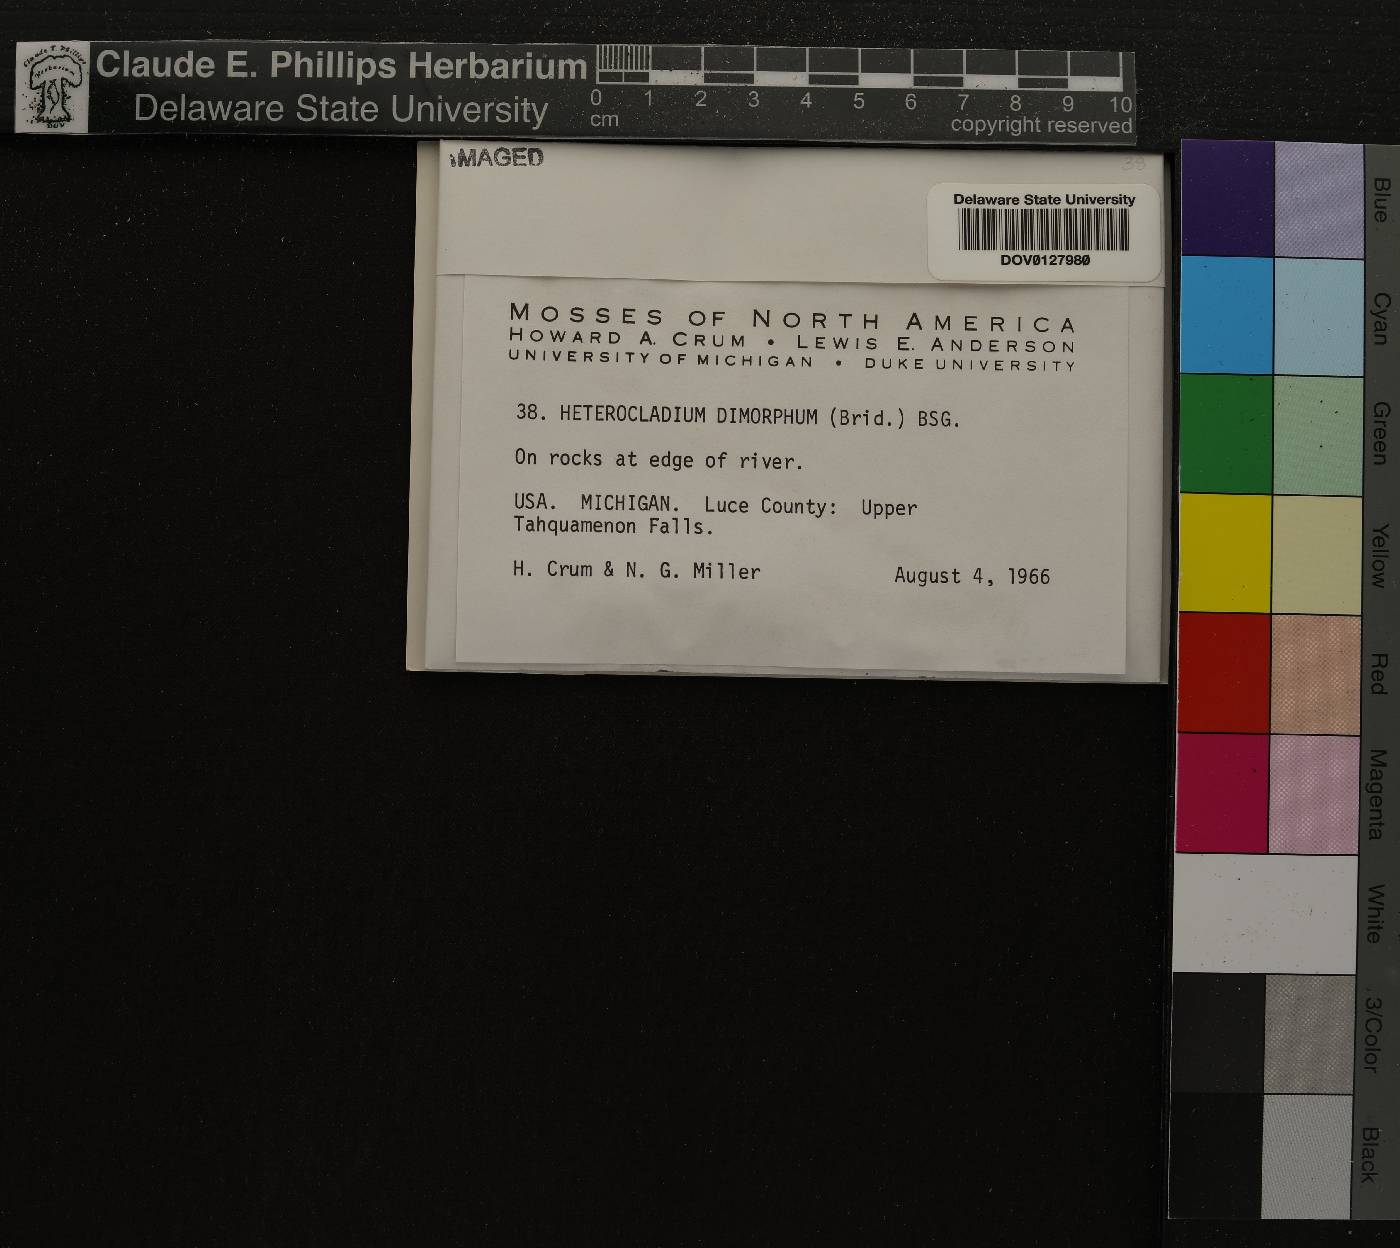 Claude E. Phillips Herbarium
Delaware State University
0 1 2 3 4 5 6 7 8 9 10
cm
copyright reserved
IMAGED
38
Delaware State University
DOV0127980
MOSSES OF NORTH AMERICA
HOWARD A. CRUM • LEWIS E. ANDERSON
UNIVERSITY OF MICHIGAN • DUKE UNIVERSITY
38. HETEROCLADIUM DIMORPHUM (Brid.) BSG.
On rocks at edge of river.
USA. MICHIGAN. Luce County: Upper
Tahquamenon Falls.
H. Crum & N. G. Miller August 4, 1966
Blue
Cyan
Green
Yellow
Red
Magenta
White
3/Color
Black